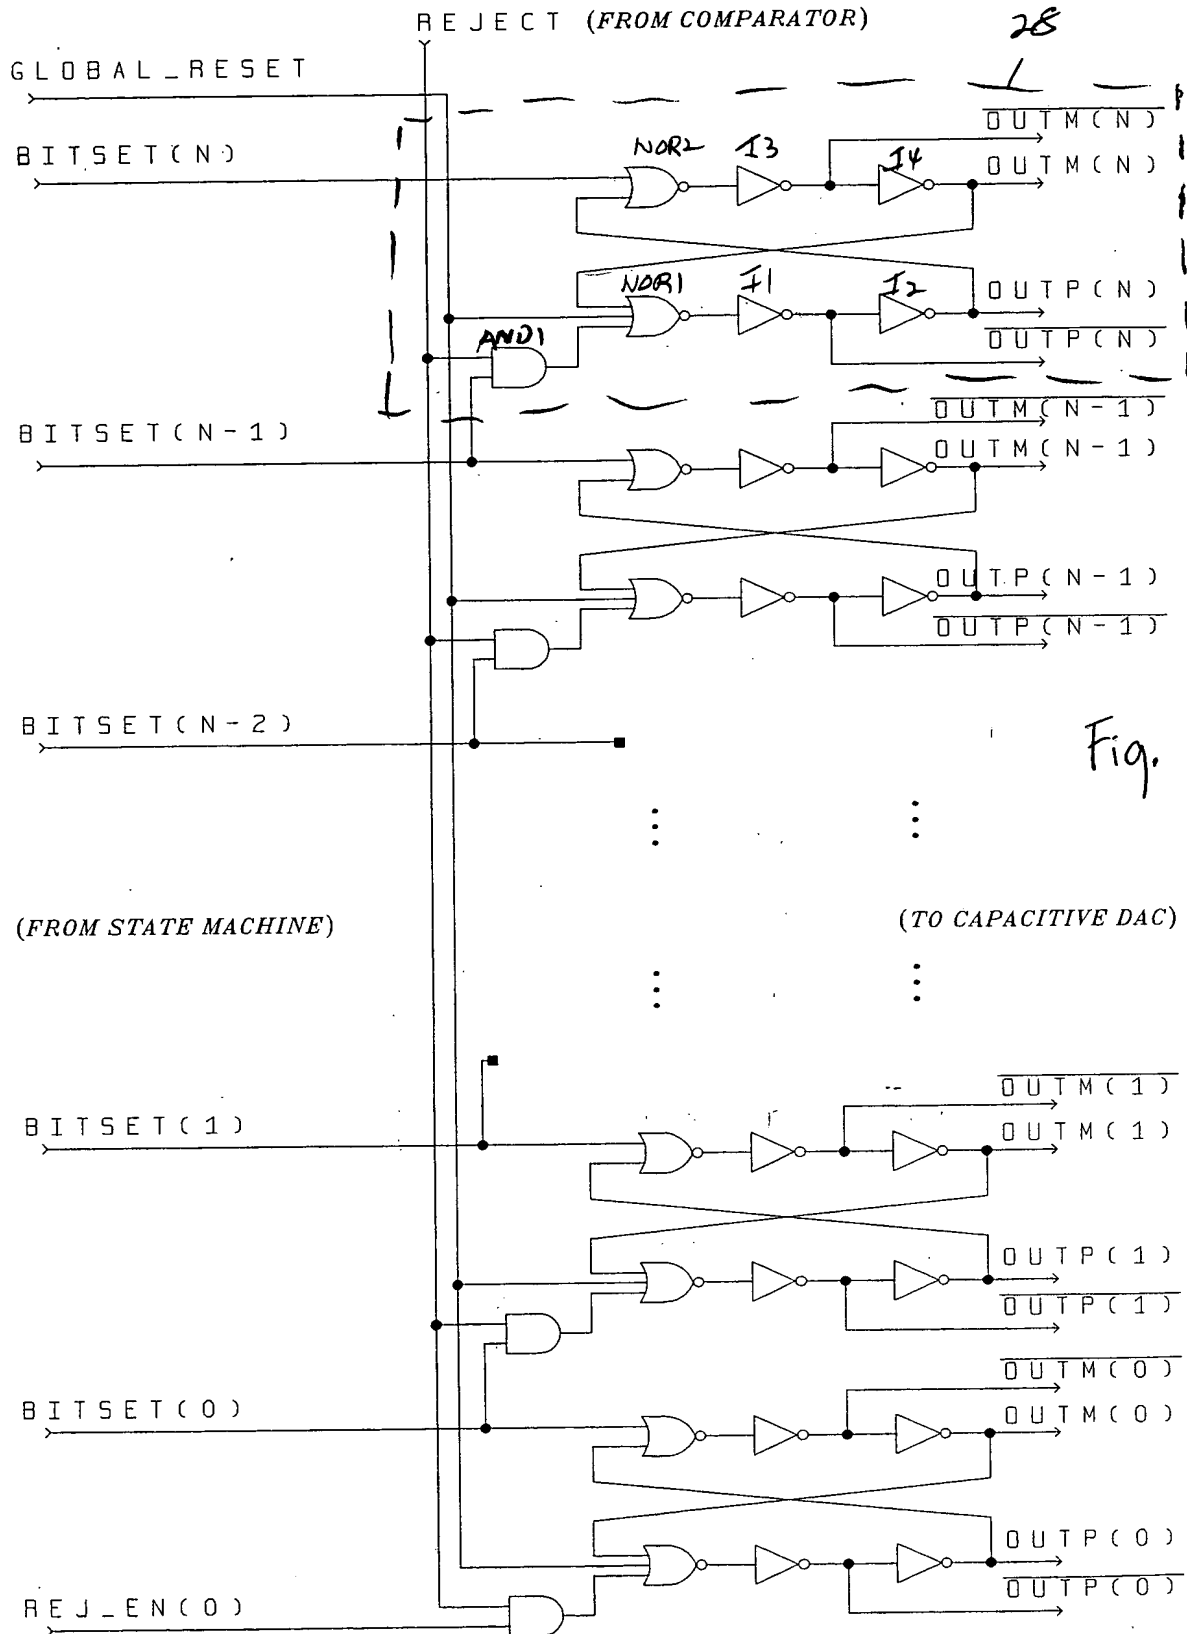 REJECT (FROM COMPARATOR)
28
GLOBAL_RESET
OUTM(N)
BITSET(N)
NOR2
I3
I4
OUTM(N)
NOR1
I1
I2
OUTP(N)
AND1
OUTP(N)
OUTM(N-1)
BITSET(N-1)
OUTM(N-1)
OUTP(N-1)
OUTP(N-1)
BITSET(N-2)
Fig.
(FROM STATE MACHINE)
(TO CAPACITIVE DAC)
OUTM(1)
BITSET(1)
OUTM(1)
OUTP(1)
OUTP(1)
OUTM(0)
BITSET(0)
OUTM(0)
OUTP(0)
OUTP(0)
REJ_EN(0)